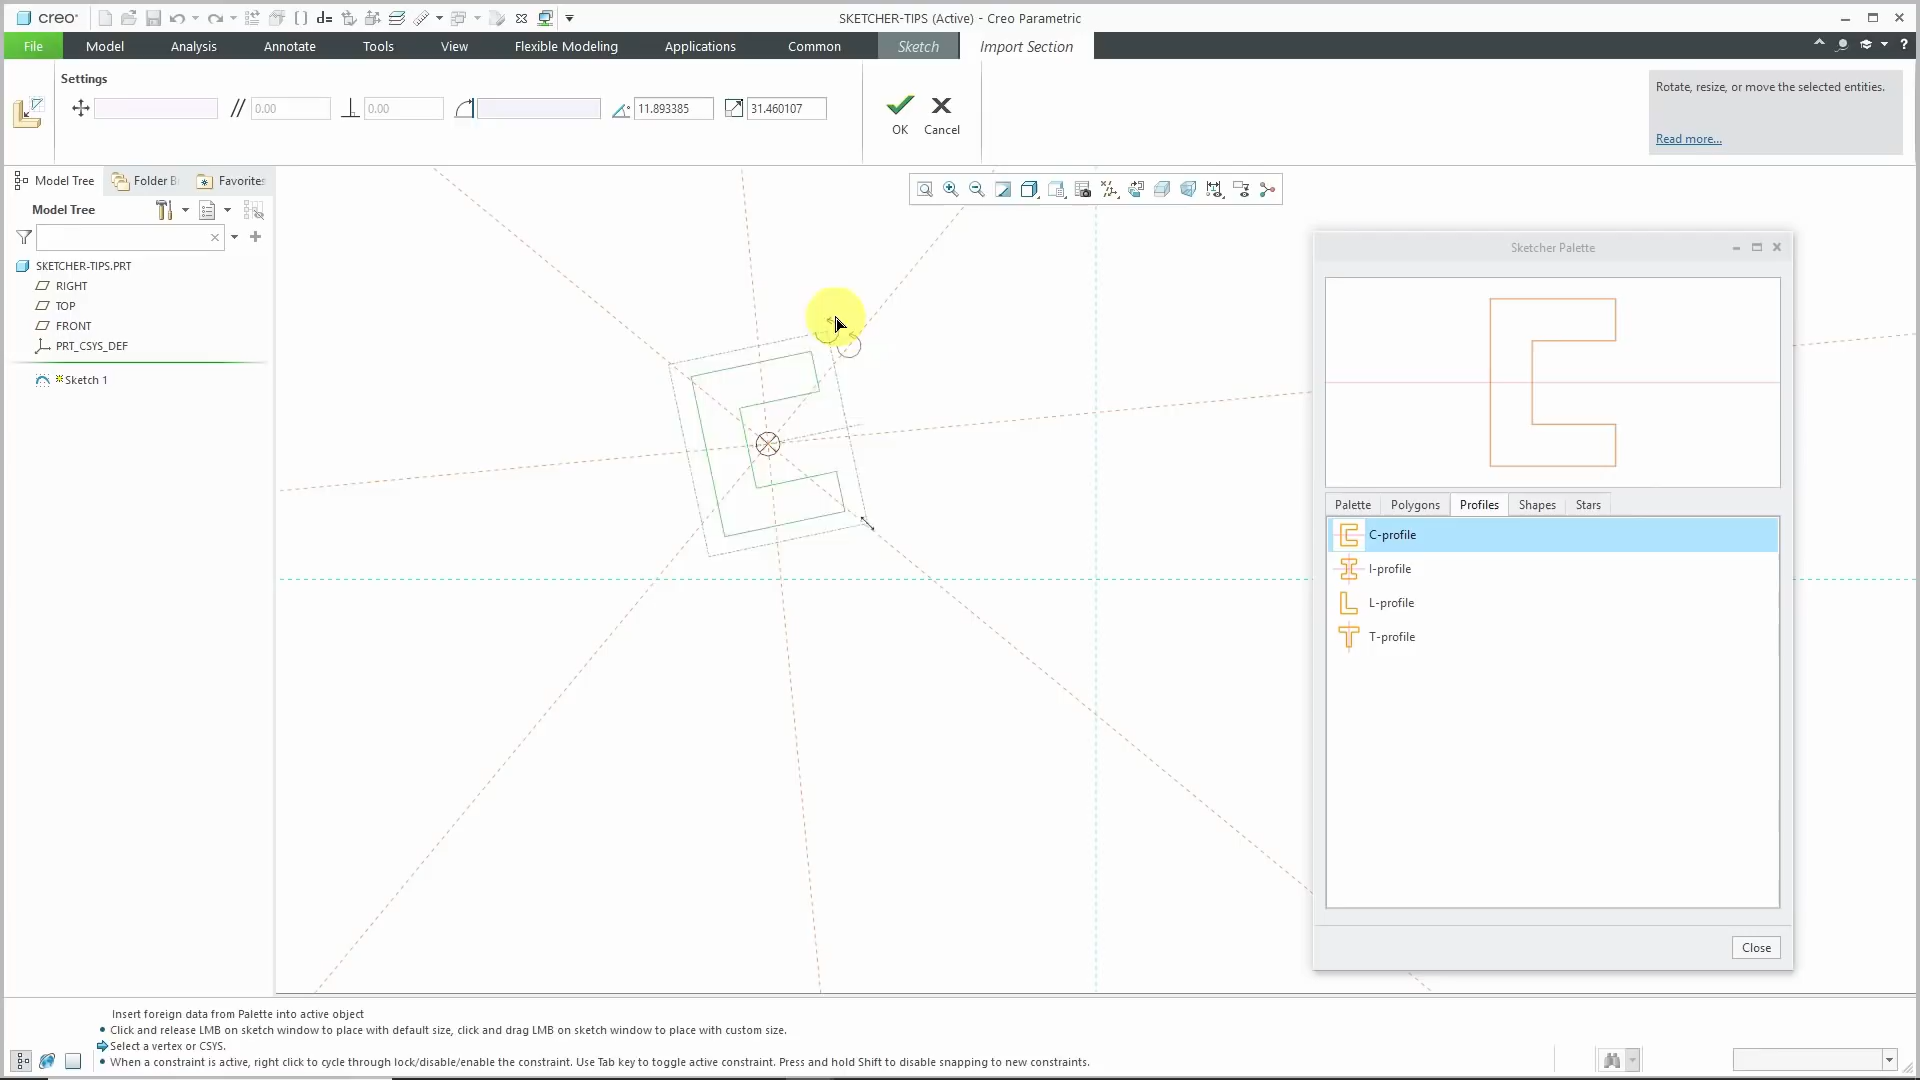 creo
SKETCHER-TIPS (Active) - Creo Parametric
File Model Analysis Annotate Tools View Flexible Modeling Applications Common Sketch Import Section
Settings
0.00 0.00 11.893385 31.460107
OK Cancel
Rotate, resize, or move the selected entities.
Read more...
Model Tree Folder B Favorites
Model Tree
SKETCHER-TIPS.PRT
RIGHT
TOP
FRONT
PRT_CSYS_DEF
Sketch 1
Sketcher Palette
Palette Polygons Profiles Shapes Stars
C-profile
I-profile
L-profile
T-profile
Close
Insert foreign data from Palette into active object
• Click and release LMB on sketch window to place with default size, click and drag LMB on sketch window to place with custom size.
Select a vertex or CSYS.
• When a constraint is active, right click to cycle through lock/disable/enable the constraint. Use Tab key to toggle active constraint. Press and hold Shift to disable snapping to new constraints.